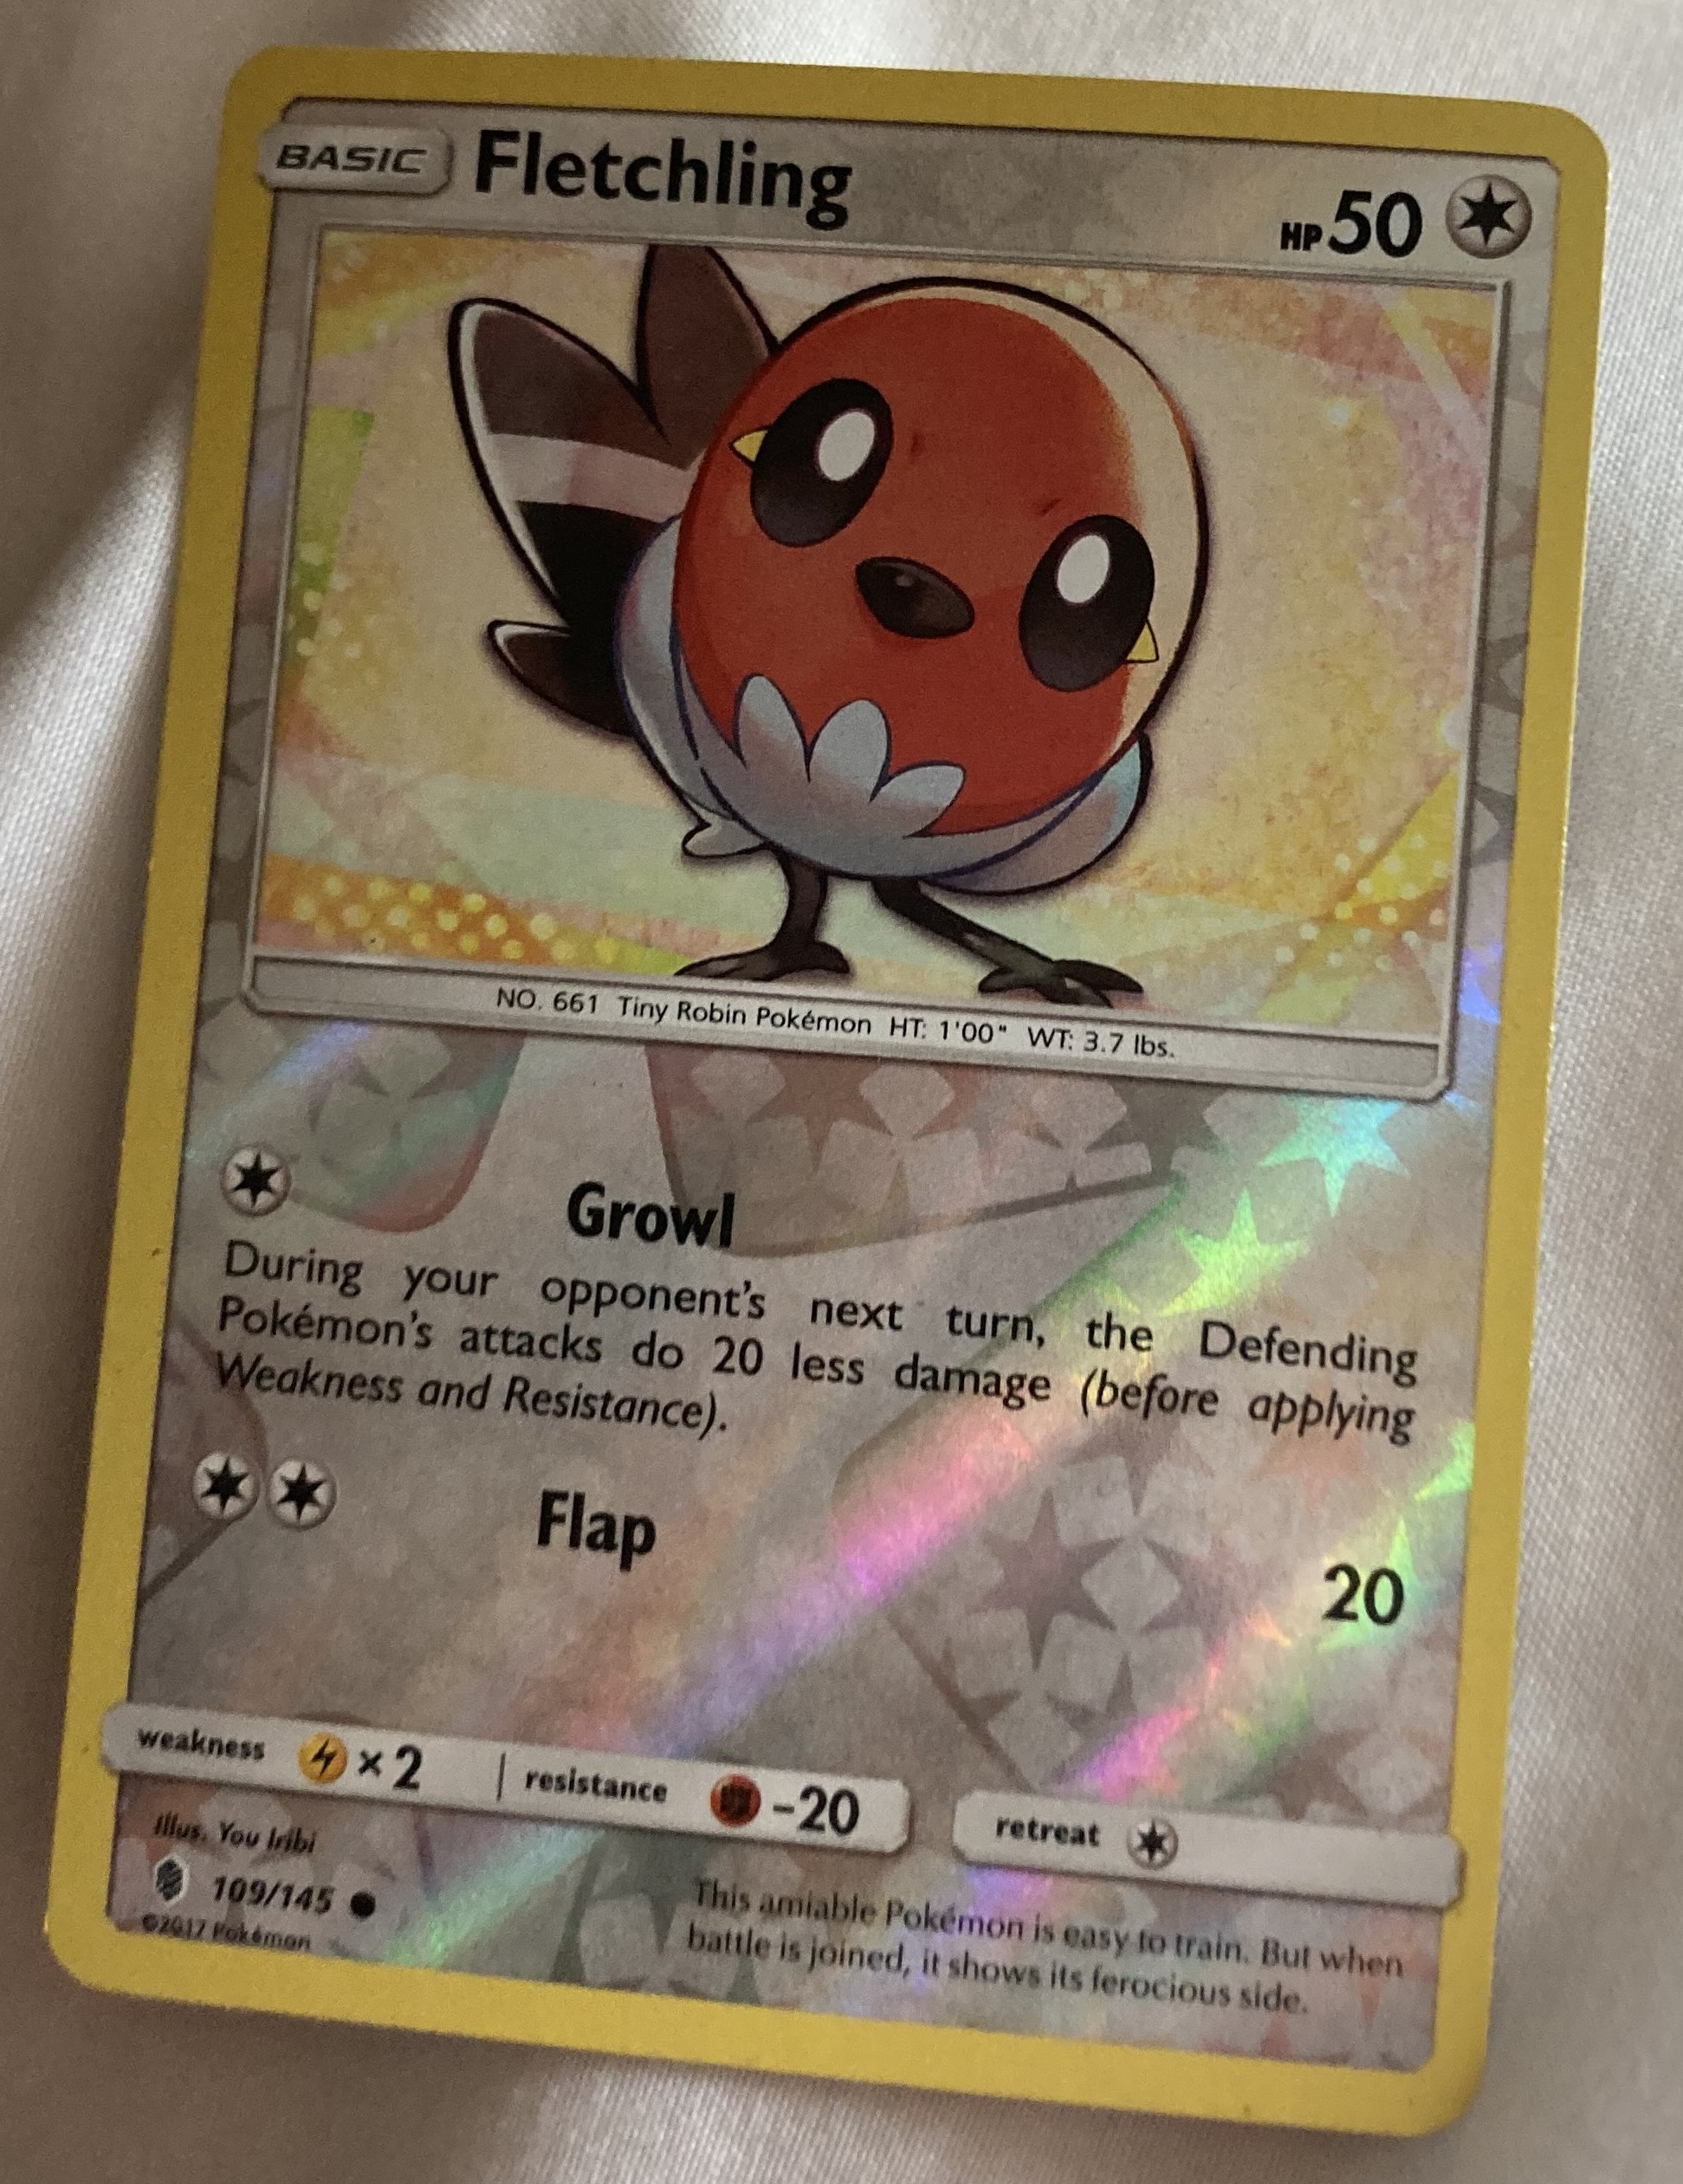 BASIC Fletchling HP 50
NO. 661 Tiny Robin Pokémon HT: 1'00" WT: 3.7 lbs.
Growl
During your opponent's next turn, the Defending
Pokémon's attacks do 20 less damage (before applying
Weakness and Resistance).
Flap 20
weakness ×2 resistance -20 retreat
Illus. You Iribi
109/145
©2017 Pokémon
This amiable Pokémon is easy to train. But when
battle is joined, it shows its ferocious side.